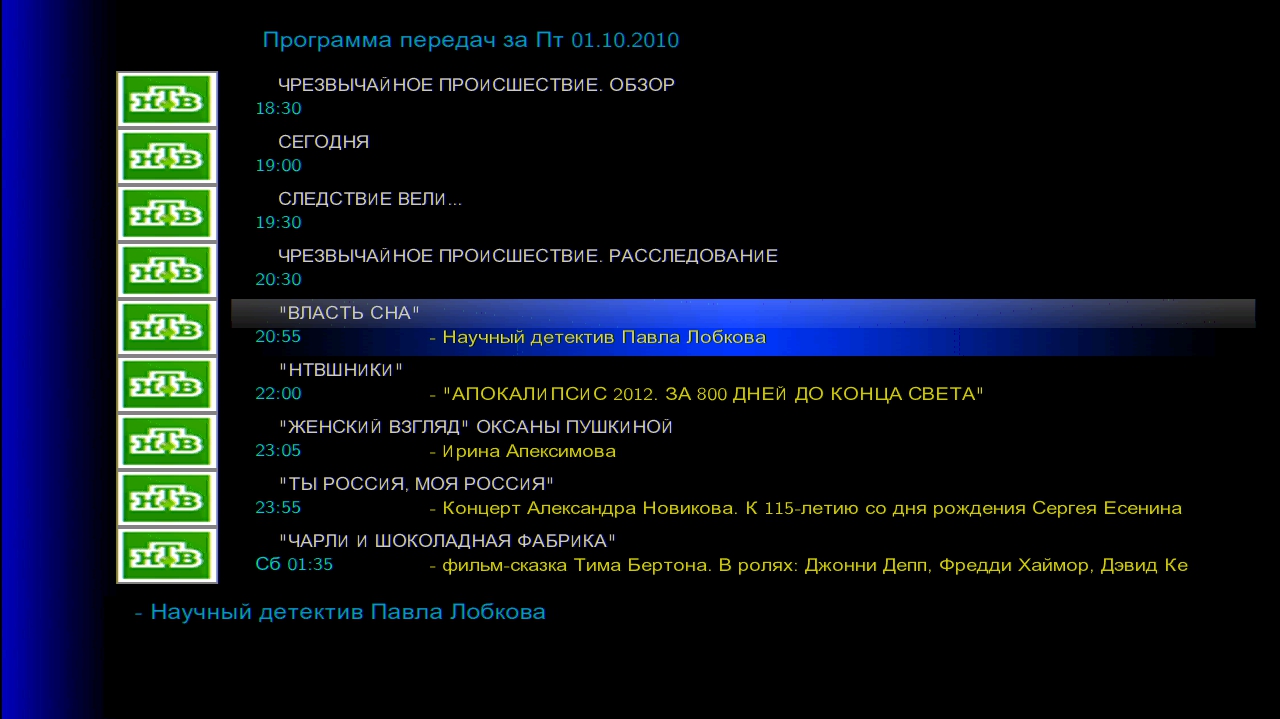 Программа передач за Пт 01.10.2010
нТв
ЧРЕЗВЫЧАЙНОЕ ПРОИСШЕСТВИЕ. ОБЗОР
18:30
нТв
СЕГОДНЯ
19:00
нТв
СЛЕДСТВИЕ ВЕЛИ...
19:30
нТв
ЧРЕЗВЫЧАЙНОЕ ПРОИСШЕСТВИЕ. РАССЛЕДОВАНИЕ
20:30
нТв
"ВЛАСТЬ СНА"
20:55 - Научный детектив Павла Лобкова
нТв
"НТВШНИКИ"
22:00 - "АПОКАЛИПСИС 2012. ЗА 800 ДНЕЙ ДО КОНЦА СВЕТА"
нТв
"ЖЕНСКИЙ ВЗГЛЯД" ОКСАНЫ ПУШКИНОЙ
23:05 - Ирина Апексимова
нТв
"ТЫ РОССИЯ, МОЯ РОССИЯ"
23:55 - Концерт Александра Новикова. К 115-летию со дня рождения Сергея Есенина
нТв
"ЧАРЛИ И ШОКОЛАДНАЯ ФАБРИКА"
Сб 01:35 - фильм-сказка Тима Бертона. В ролях: Джонни Депп, Фредди Хаймор, Дэвид Ке
- Научный детектив Павла Лобкова